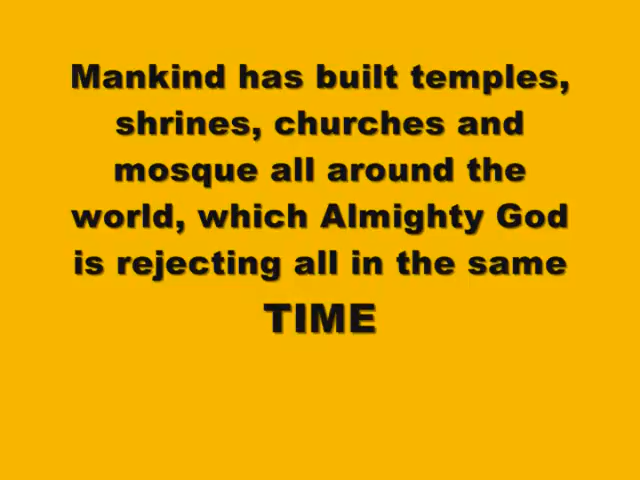 Mankind has built temples,
shrines, churches and
mosque all around the
world, which Almighty God
is rejecting all in the same
TIME